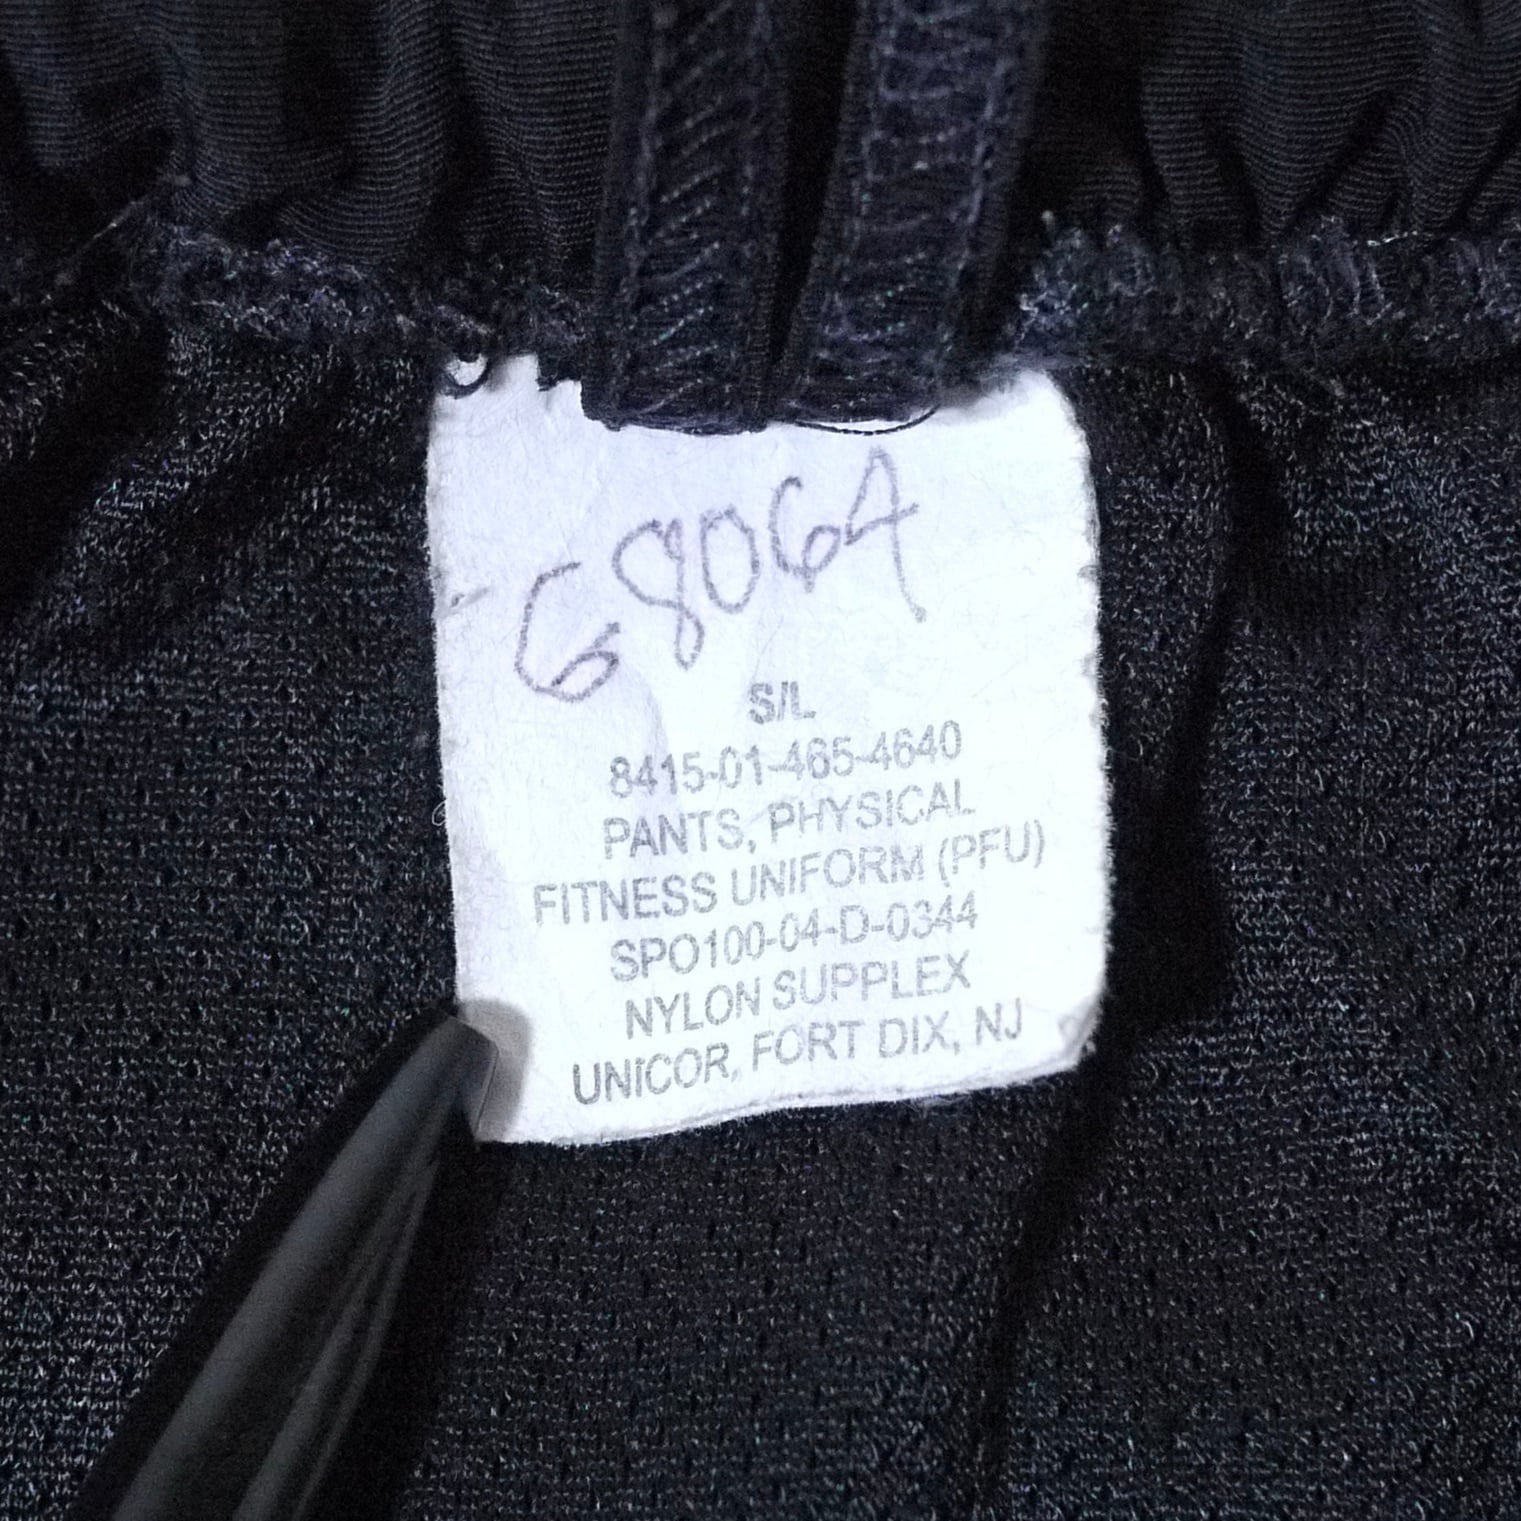 G8064
S/L
8415-01-465-4640
PANTS, PHYSICAL
FITNESS UNIFORM (PFU)
SPO100-04-D-0344
NYLON SUPPLEX
UNICOR, FORT DIX, NJ